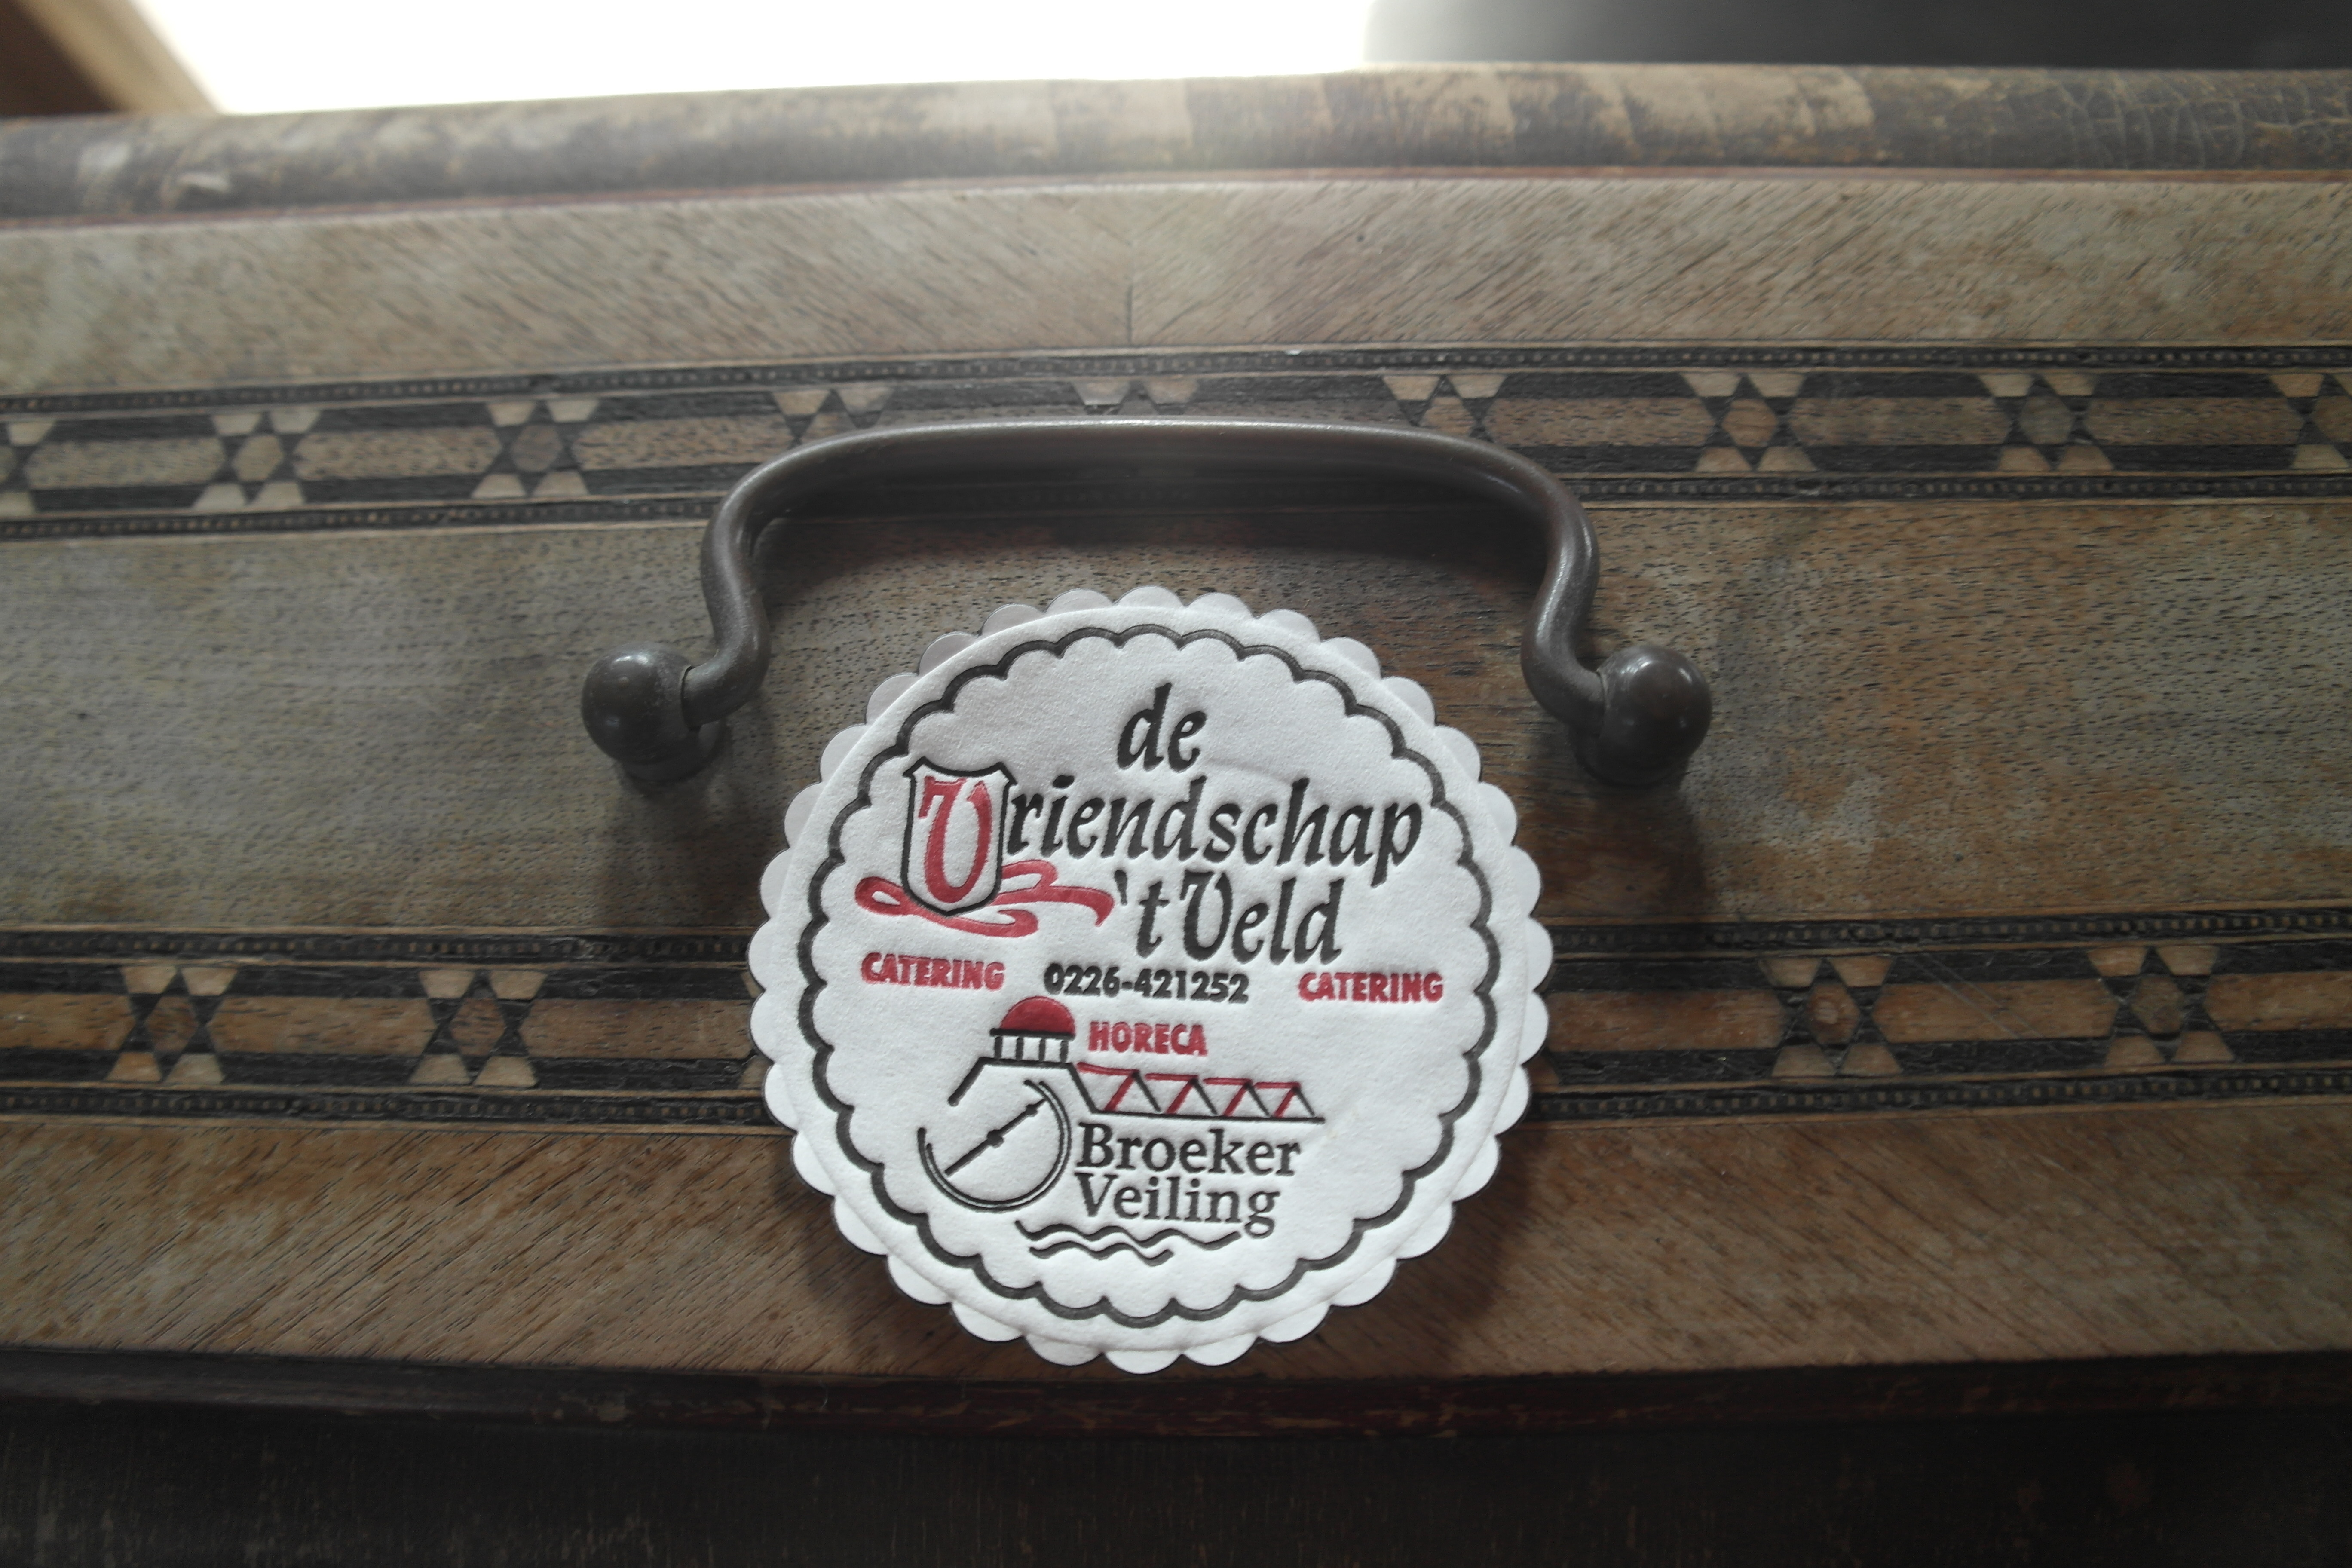 de
Vriendschap
't Veld
CATERING 0226-421252 CATERING
HORECA
Broeker
Veiling